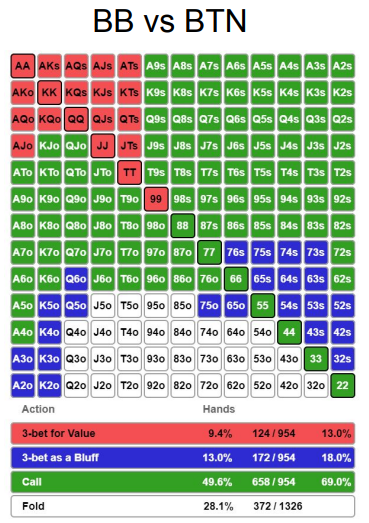 BB vs BTN
AA AKs AQs AJs ATs A9s A8s A7s A6s A5s A4s A3s A2s
AKo KK KQs KJs KTs K9s K8s K7s K6s K5s K4s K3s K2s
AQo KQo QQ QJs QTs Q9s Q8s Q7s Q6s Q5s Q4s Q3s Q2s
AJo KJo QJo JJ JTs J9s J8s J7s J6s J5s J4s J3s J2s
ATo KTo QTo JTo TT T9s T8s T7s T6s T5s T4s T3s T2s
A9o K9o Q9o J9o T9o 99 98s 97s 96s 95s 94s 93s 92s
A8o K8o Q8o J8o T8o 98o 88 87s 86s 85s 84s 83s 82s
A7o K7o Q7o J7o T7o 97o 87o 77 76s 75s 74s 73s 72s
A6o K6o Q6o J6o T6o 96o 86o 76o 66 65s 64s 63s 62s
A5o K5o Q5o J5o T5o 95o 85o 75o 65o 55 54s 53s 52s
A4o K4o Q4o J4o T4o 94o 84o 74o 64o 54o 44 43s 42s
A3o K3o Q3o J3o T3o 93o 83o 73o 63o 53o 43o 33 32s
A2o K2o Q2o J2o T2o 92o 82o 72o 62o 52o 42o 32o 22
Action Hands
3-bet for Value 9.4% 124 / 954 13.0%
3-bet as a Bluff 13.0% 172 / 954 18.0%
Call 49.6% 658 / 954 69.0%
Fold 28.1% 372 / 1326